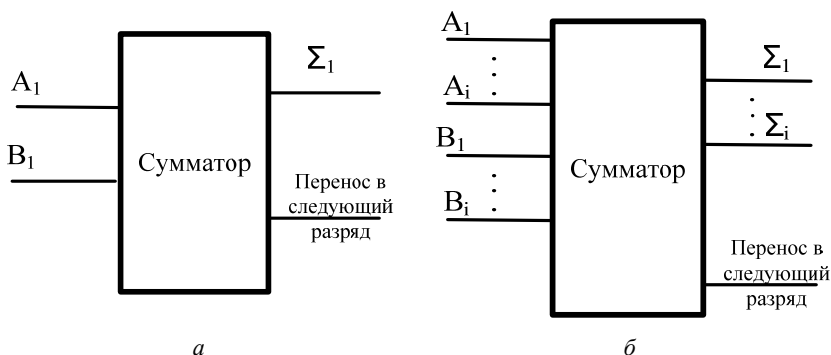 A1
B1
Сумматор
Σ1
Перенос в
следующий
разряд
а
A1
Ai
B1
Bi
Сумматор
Σ1
Σi
Перенос в
следующий
разряд
б